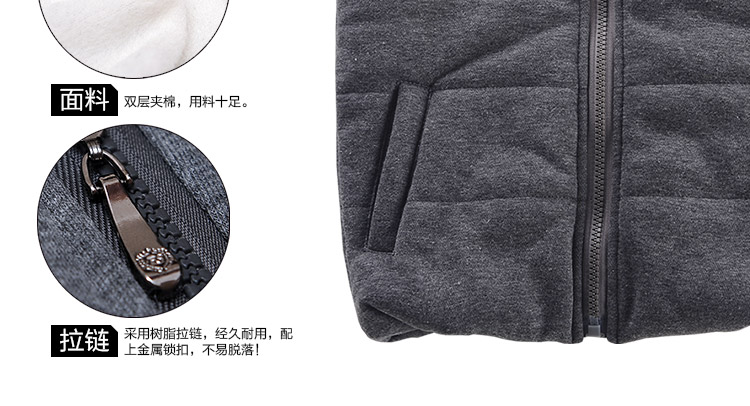 面料
双层夹棉，用料十足。
拉链
采用树脂拉链，经久耐用，配
上金属锁扣，不易脱落！